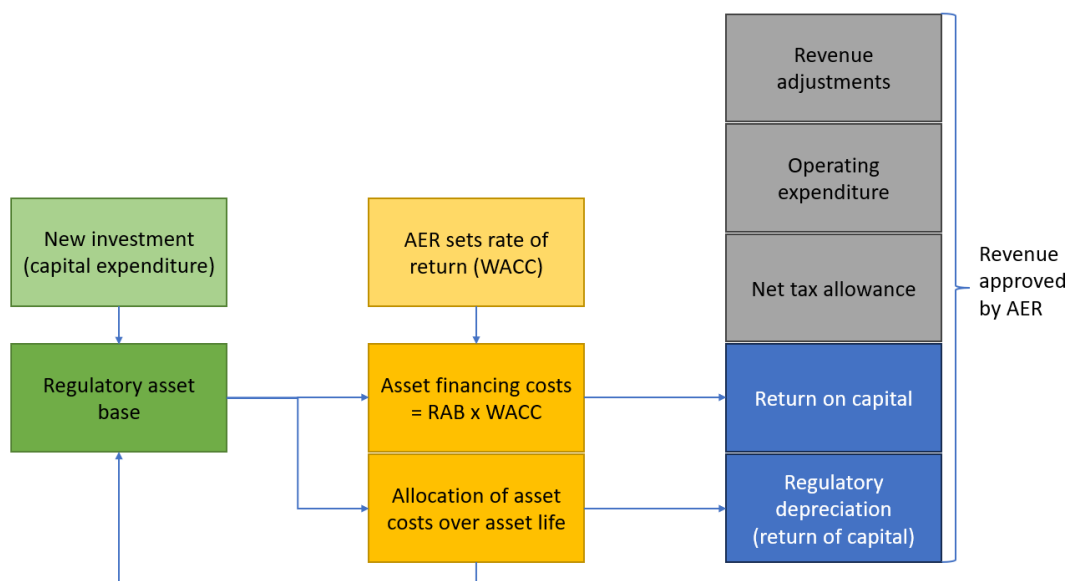 Revenue
adjustments
Operating
expenditure
New investment
(capital expenditure)
AER sets rate of
return (WACC)
Net tax allowance
Revenue
approved
by AER
Regulatory asset
base
Asset financing costs
= RAB x WACC
Return on capital
Allocation of asset
costs over asset life
Regulatory
depreciation
(return of capital)